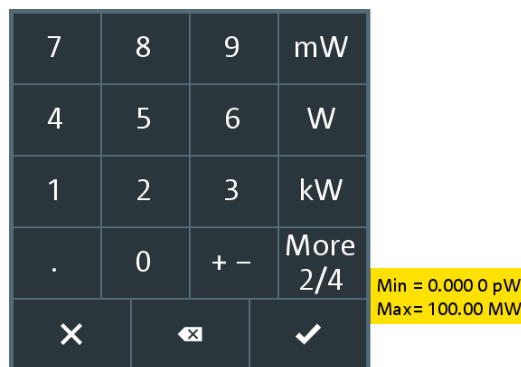 7 8 9 mW
4 5 6 W
1 2 3 kW
. 0 + − More
2/4
Min = 0.000 0 pW
Max= 100.00 MW